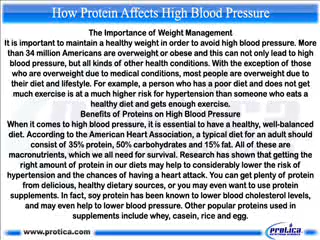 How Protein Affects High Blood Pressure
The Importance of Weight Management
It is important to maintain a healthy weight in order to avoid high blood pressure. More
than 34 million Americans are overweight or obese and this can not only lead to high
blood pressure, but all kinds of other health conditions. With the exception of those
who are overweight due to medical conditions, most people are overweight due to
their diet and lifestyle. For example, a person who has a poor diet and does not get
much exercise is at a much higher risk for hypertension than someone who eats a
healthy diet and gets enough exercise.
Benefits of Proteins on High Blood Pressure
When it comes to high blood pressure, it is essential to have a healthy, well-balanced
diet. According to the American Heart Association, a typical diet for an adult should
consist of 35% protein, 50% carbohydrates and 15% fat. All of these are
macronutrients, which we all need for survival. Research has shown that getting the
right amount of protein in our diets may help to considerably lower the risk of
hypertension and the chances of having a heart attack. You can get plenty of protein
from delicious, healthy dietary sources, or you may even want to use protein
supplements. In fact, soy protein has been known to lower cholesterol levels,
and may even help to lower blood pressure. Other popular proteins used in
supplements include whey, casein, rice and egg.
www.protica.com
PROTICA